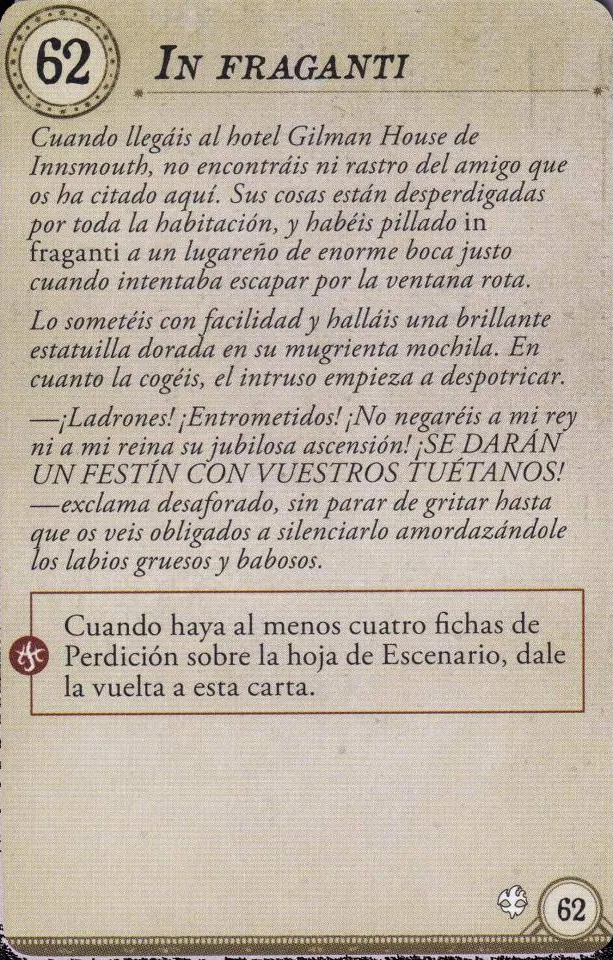 62
IN FRAGANTI
Cuando llegáis al hotel Gilman House de
Innsmouth, no encontráis ni rastro del amigo que
os ha citado aquí. Sus cosas están desperdigadas
por toda la habitación, y habéis pillado in
fraganti a un lugareño de enorme boca justo
cuando intentaba escapar por la ventana rota.
Lo sometéis con facilidad y halláis una brillante
estatuilla dorada en su mugrienta mochila. En
cuanto la cogéis, el intruso empieza a despotricar.
—¡Ladrones! ¡Entrometidos! ¡No negaréis a mi rey
ni a mi reina su jubilosa ascensión! ¡SE DARÁN
UN FESTÍN CON VUESTROS TUÉTANOS!
—exclama desaforado, sin parar de gritar hasta
que os veis obligados a silenciarlo amordazándole
los labios gruesos y babosos.
Cuando haya al menos cuatro fichas de
Perdición sobre la hoja de Escenario, dale
la vuelta a esta carta.
62